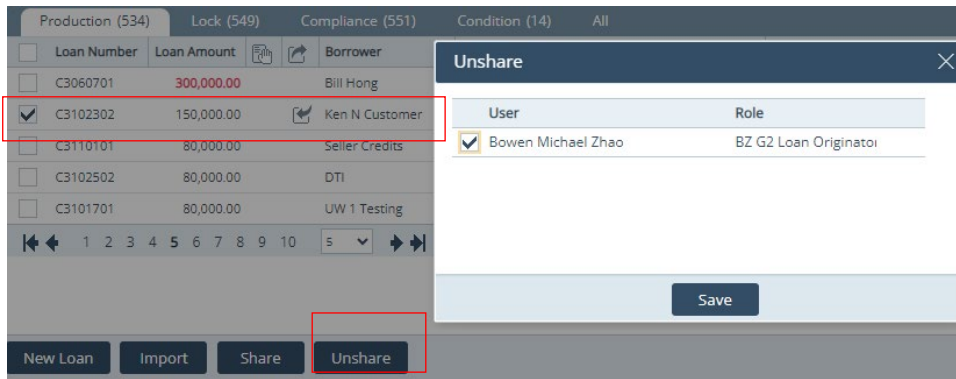 Production (534) Lock (549) Compliance (551) Condition (14) All
Loan Number Loan Amount Borrower
C3060701 300,000.00 Bill Hong
C3102302 150,000.00 Ken N Customer
C3110101 80,000.00 Seller Credits
C3102502 80,000.00 DTI
C3101701 80,000.00 UW 1 Testing
1 2 3 4 5 6 7 8 9 10 5
New Loan Import Share Unshare
Unshare
User Role
Bowen Michael Zhao BZ G2 Loan Originator
Save